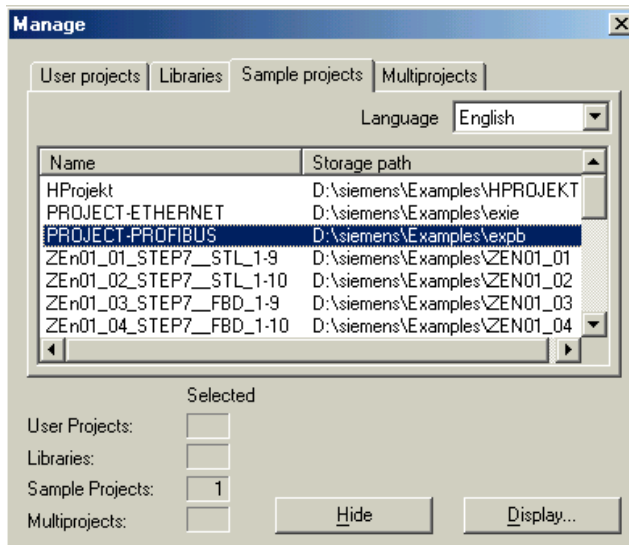 Manage
User projects Libraries Sample projects Multiprojects
Language English
Name Storage path
HProjekt D:\siemens\Examples\HPROJEKT
PROJECT-ETHERNET D:\siemens\Examples\exie
PROJECT-PROFIBUS D:\siemens\Examples\expb
ZEn01_01_STEP7__STL_1-9 D:\siemens\Examples\ZEN01_01
ZEn01_02_STEP7__STL_1-10 D:\siemens\Examples\ZEN01_02
ZEn01_03_STEP7__FBD_1-9 D:\siemens\Examples\ZEN01_03
ZEn01_04_STEP7__FBD_1-10 D:\siemens\Examples\ZEN01_04
Selected
User Projects:
Libraries:
Sample Projects: 1
Multiprojects:
Hide Display...